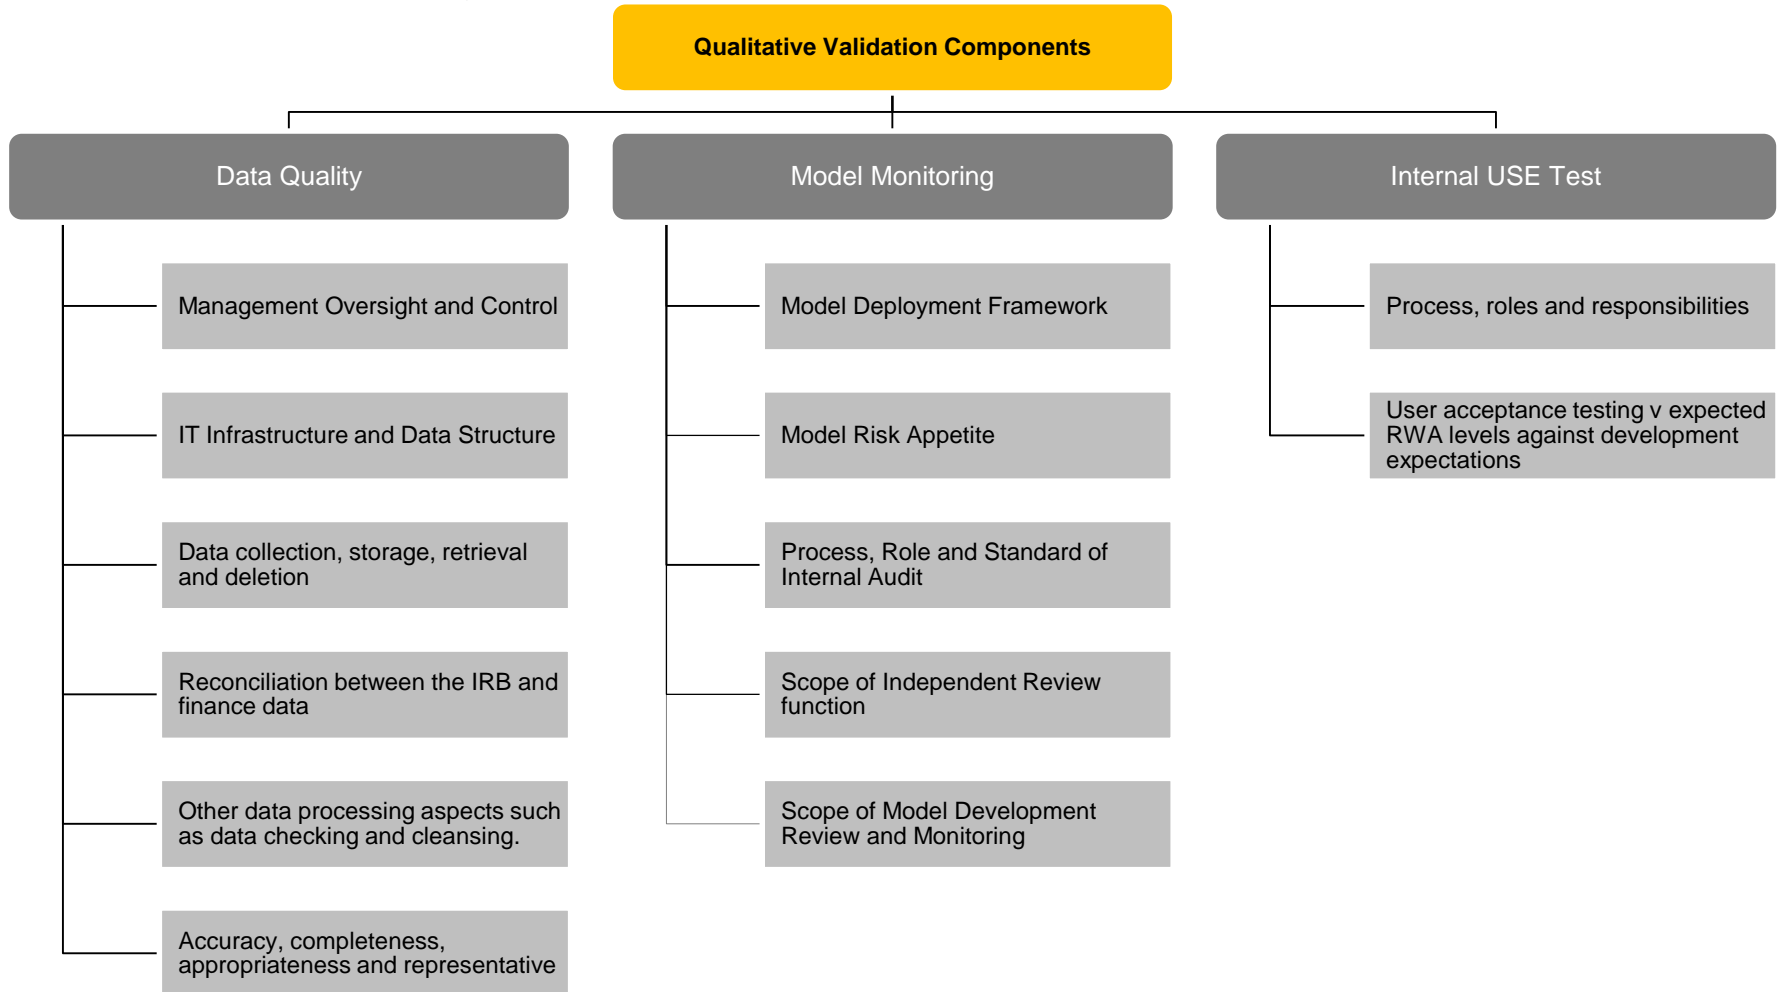 Qualitative Validation Components
Data Quality
Management Oversight and Control
IT Infrastructure and Data Structure
Data collection, storage, retrieval
and deletion
Reconciliation between the IRB and
finance data
Other data processing aspects such
as data checking and cleansing.
Accuracy, completeness,
appropriateness and representative
Model Monitoring
Model Deployment Framework
Model Risk Appetite
Process, Role and Standard of
Internal Audit
Scope of Independent Review
function
Scope of Model Development
Review and Monitoring
Internal USE Test
Process, roles and responsibilities
User acceptance testing v expected
RWA levels against development
expectations